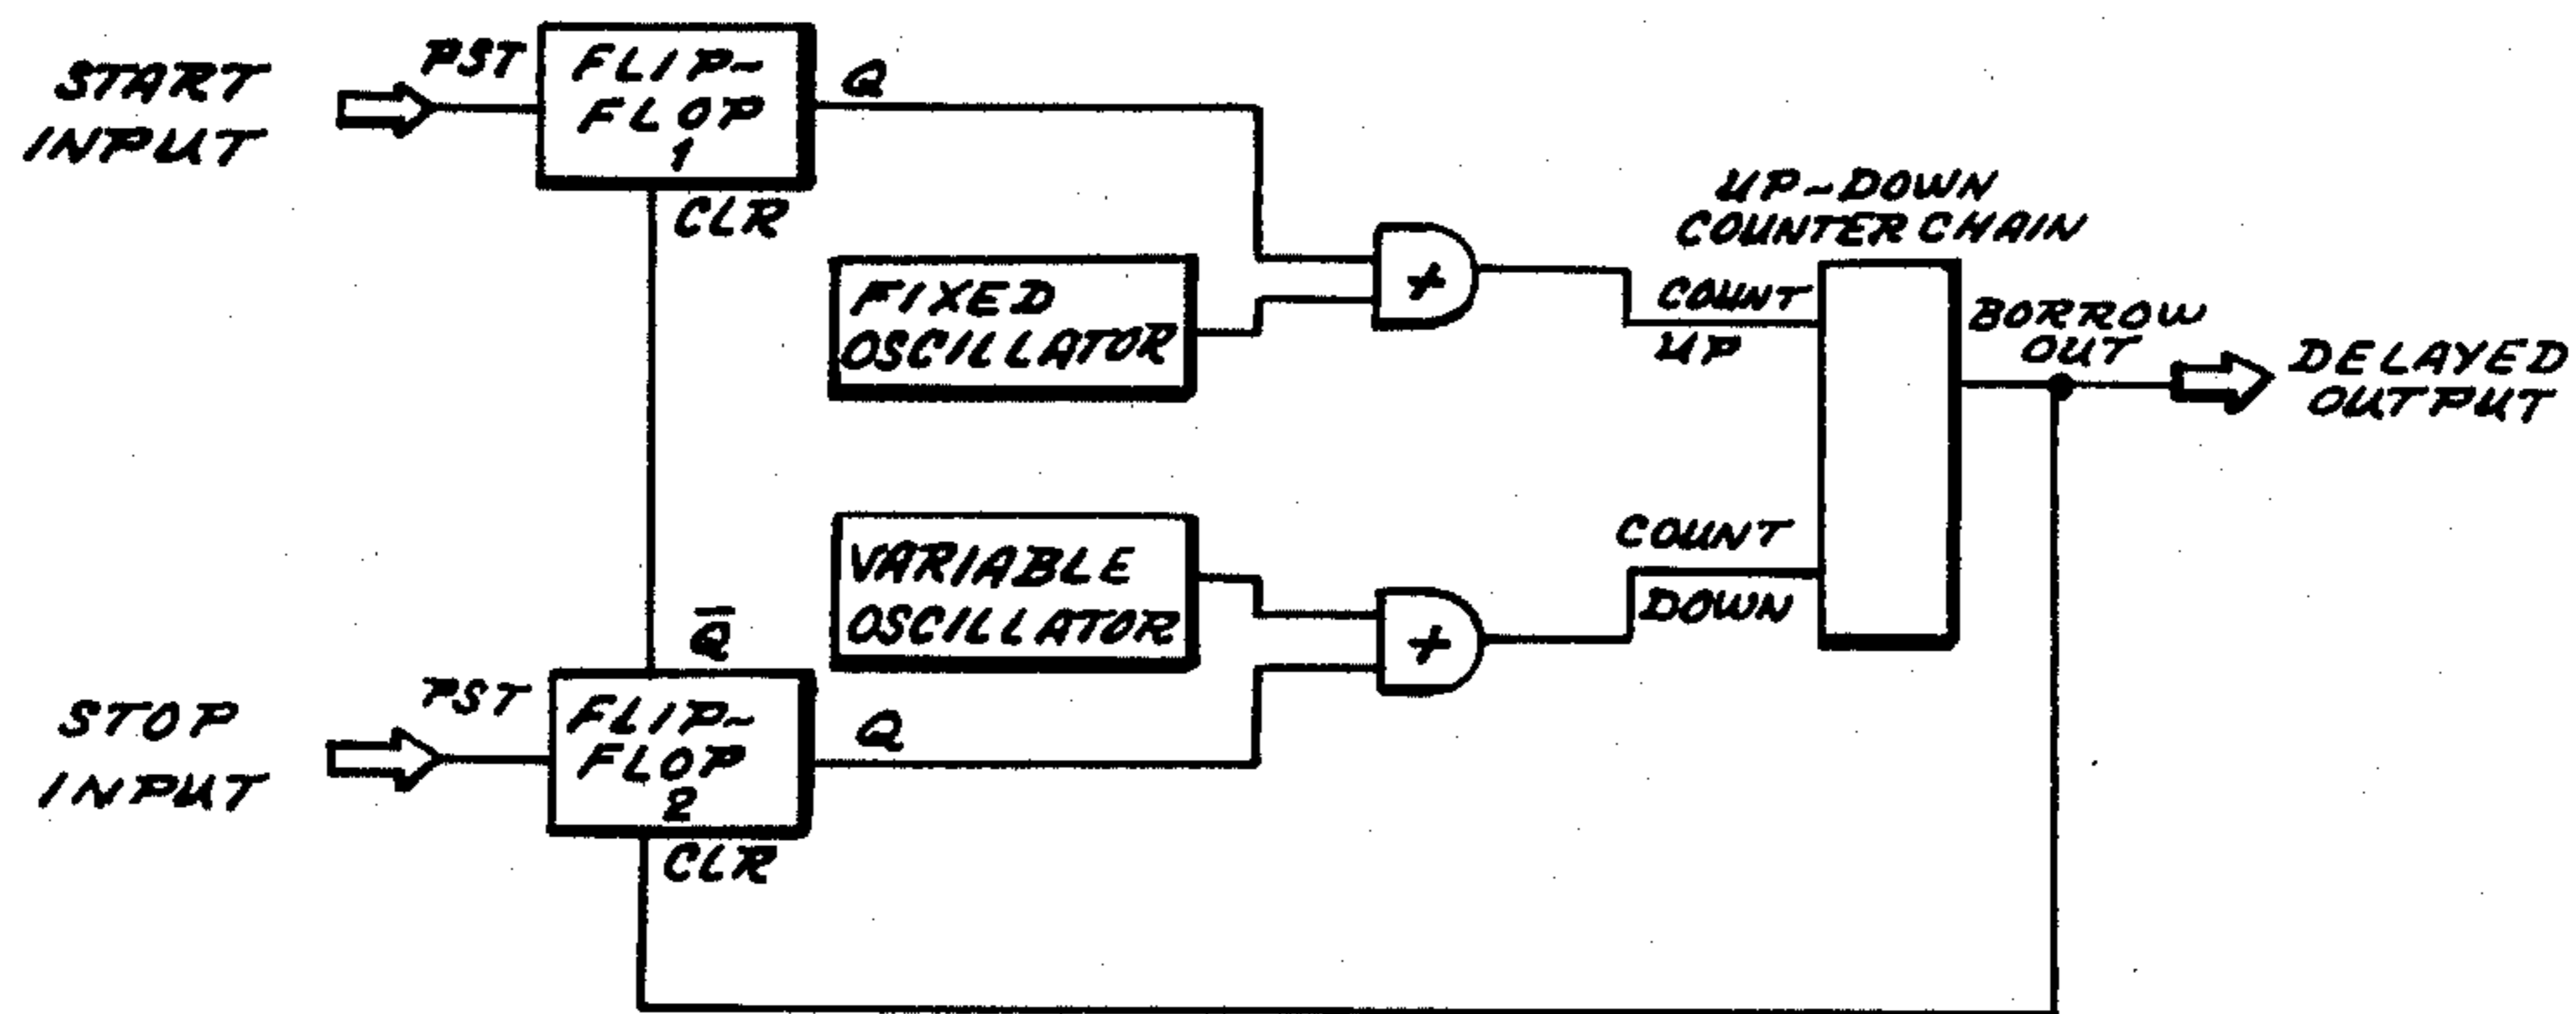 START
INPUT
PST
FLIP-
FLOP
1
Q
CLR
FIXED
OSCILLATOR
+
UP-DOWN
COUNTER CHAIN
COUNT
UP
BORROW
OUT
DELAYED
OUTPUT
VARIABLE
OSCILLATOR
+
COUNT
DOWN
STOP
INPUT
PST
Q̅
FLIP-
FLOP
2
Q
CLR